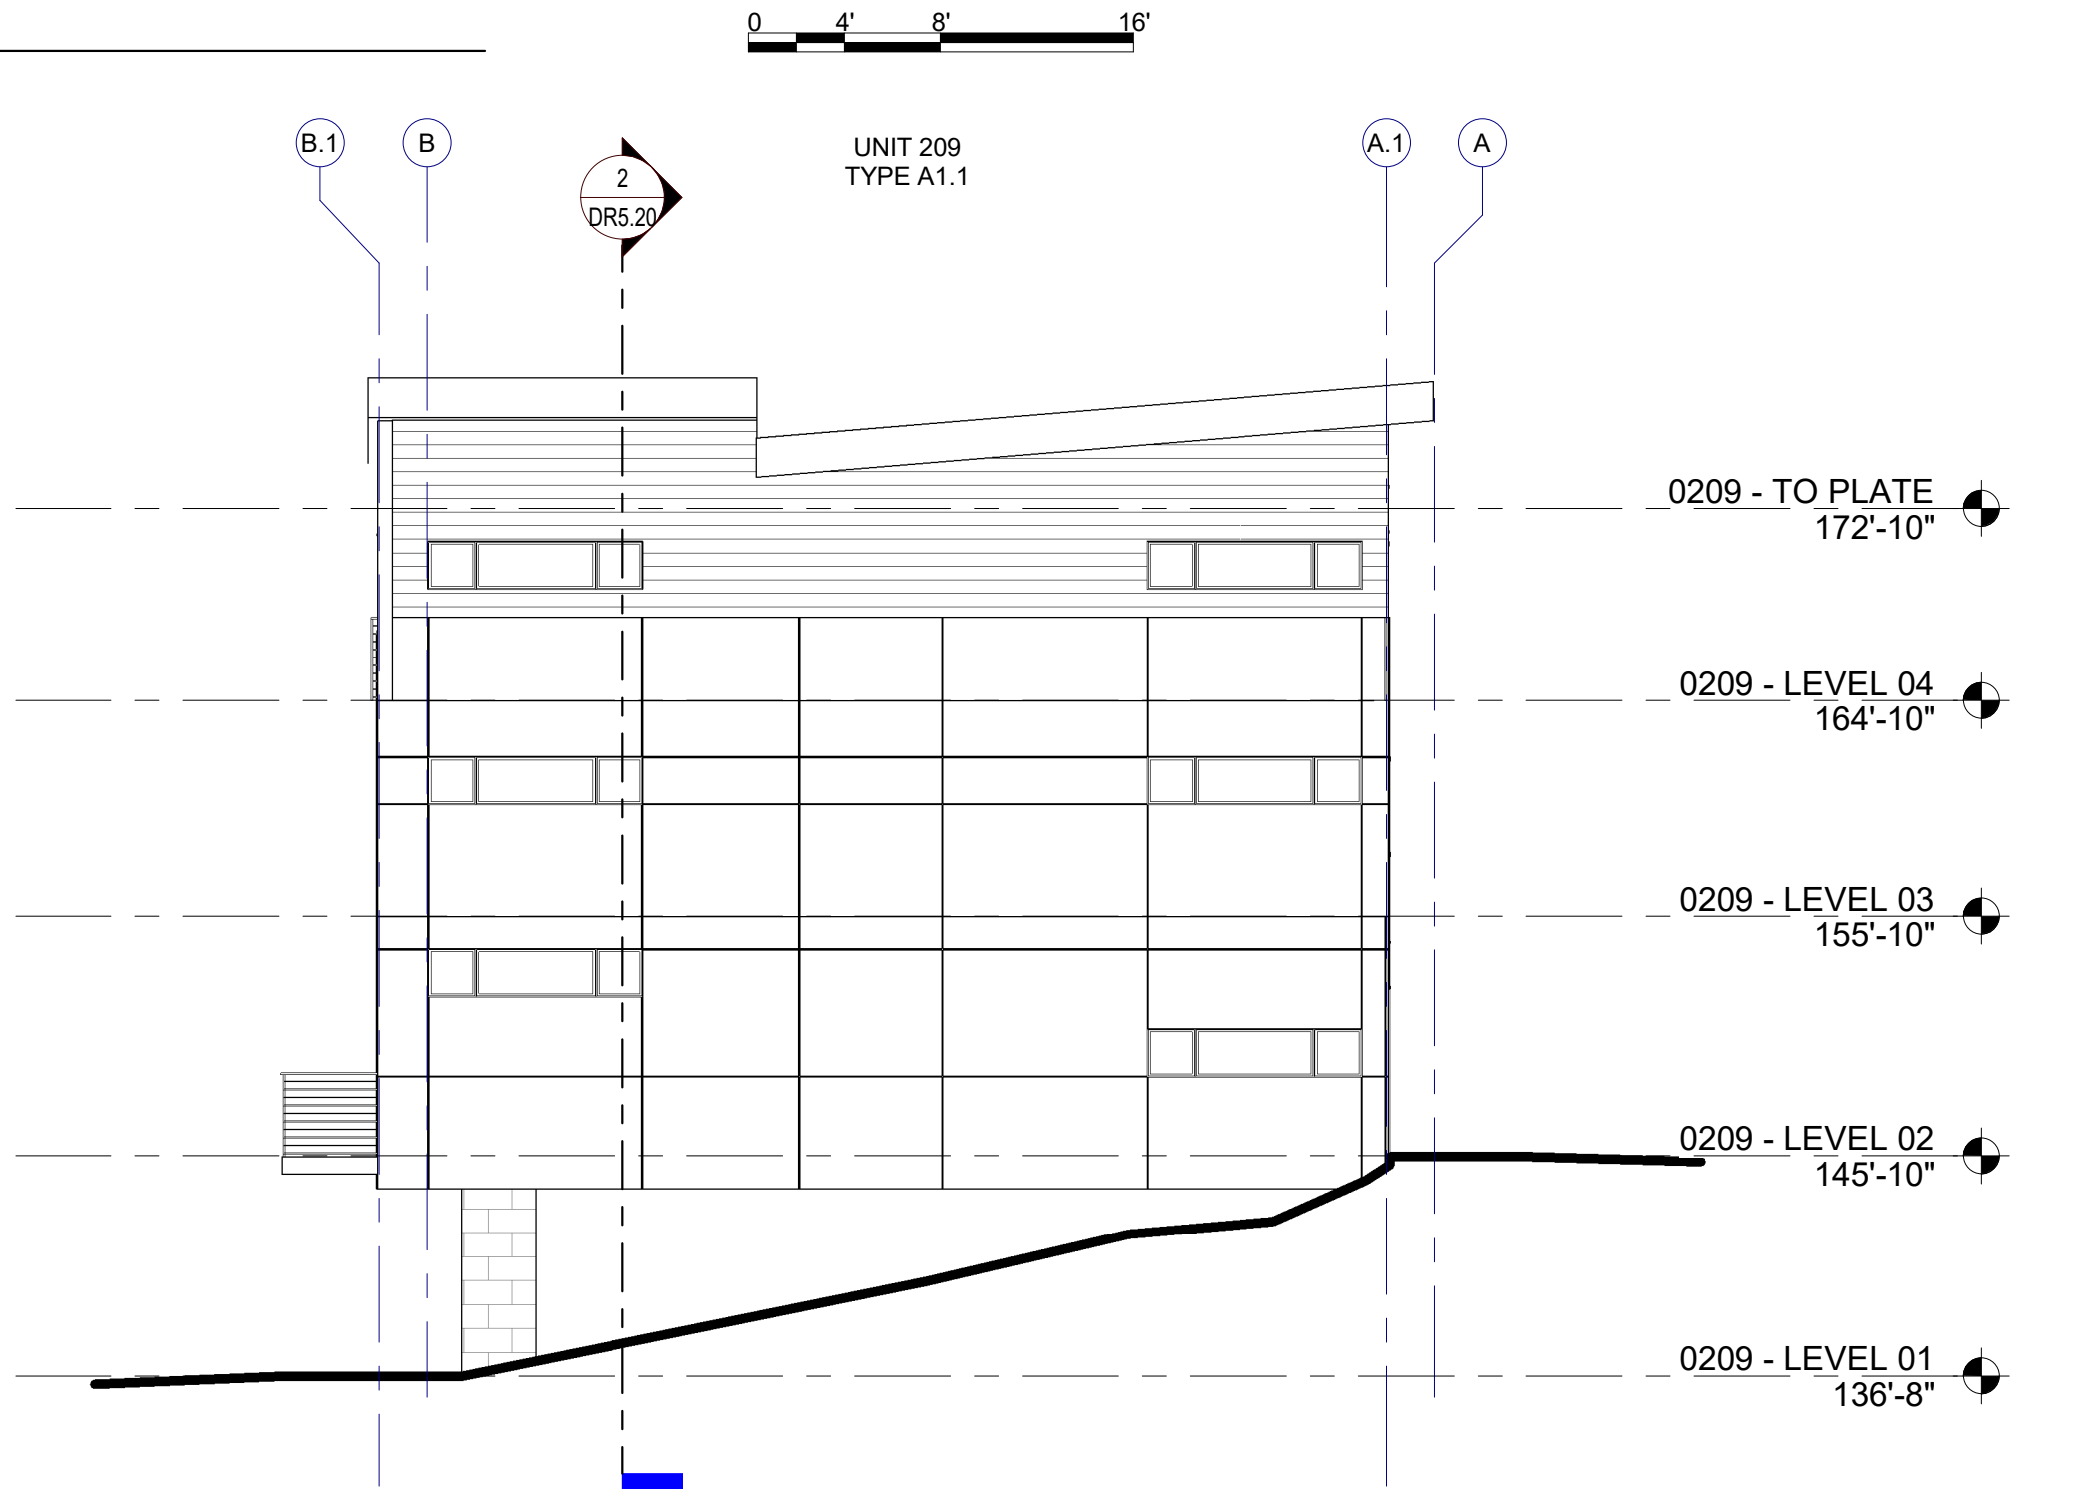 0 4' 8' 16'
B.1 B A.1 A
UNIT 209
TYPE A1.1
2
DR5.20
0209 - TO PLATE
172'-10"
0209 - LEVEL 04
164'-10"
0209 - LEVEL 03
155'-10"
0209 - LEVEL 02
145'-10"
0209 - LEVEL 01
136'-8"